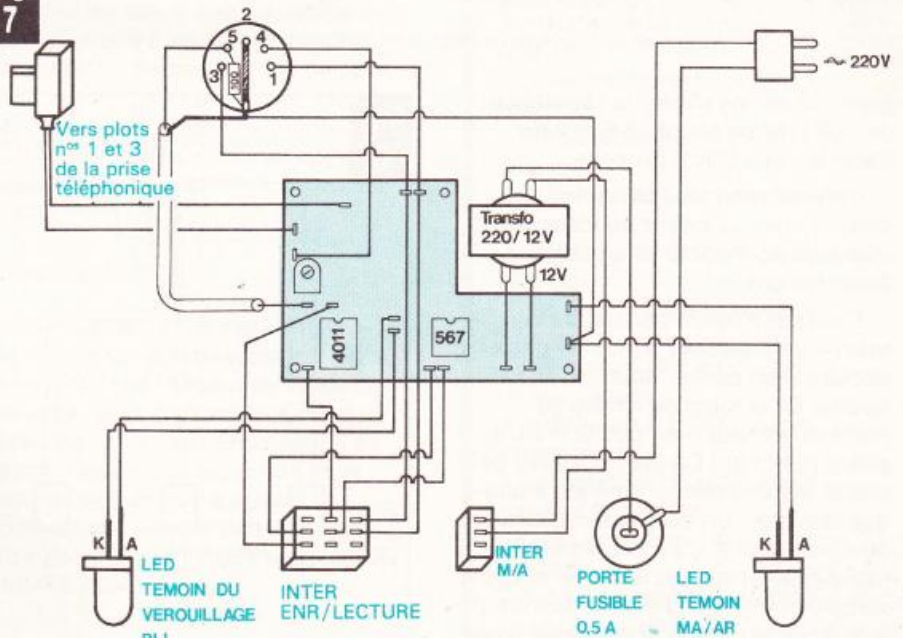 7
2
5 4
3 100 1
~ 220V
Vers plots
nos 1 et 3
de la prise
téléphonique
Transfo
220/12V
12V
4011
567
K A
LED
TEMOIN DU
VEROUILLAGE
PLL
INTER
ENR/LECTURE
INTER
M/A
PORTE
FUSIBLE
0,5 A
LED
TEMOIN
MA/AR
K A